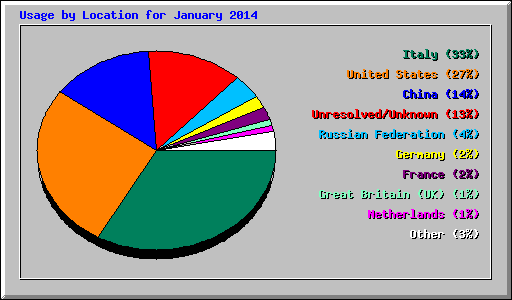 Usage by Location for January 2014
Italy (33%)
United States (27%)
China (14%)
Unresolved/Unknown (13%)
Russian Federation (4%)
Germany (2%)
France (2%)
Great Britain (UK) (1%)
Netherlands (1%)
Other (3%)